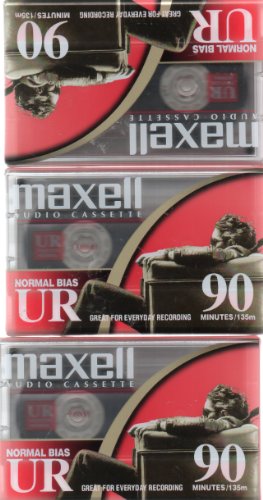 90
MINUTES/135m
GREAT FOR EVERYDAY RECORDING
NORMAL BIAS
UR
maxell
AUDIO CASSETTE
maxell
AUDIO CASSETTE
UR
NORMAL BIAS
UR
GREAT FOR EVERYDAY RECORDING
90
MINUTES/135m
maxell
AUDIO CASSETTE
UR
NORMAL BIAS
UR
GREAT FOR EVERYDAY RECORDING
90
MINUTES/135m